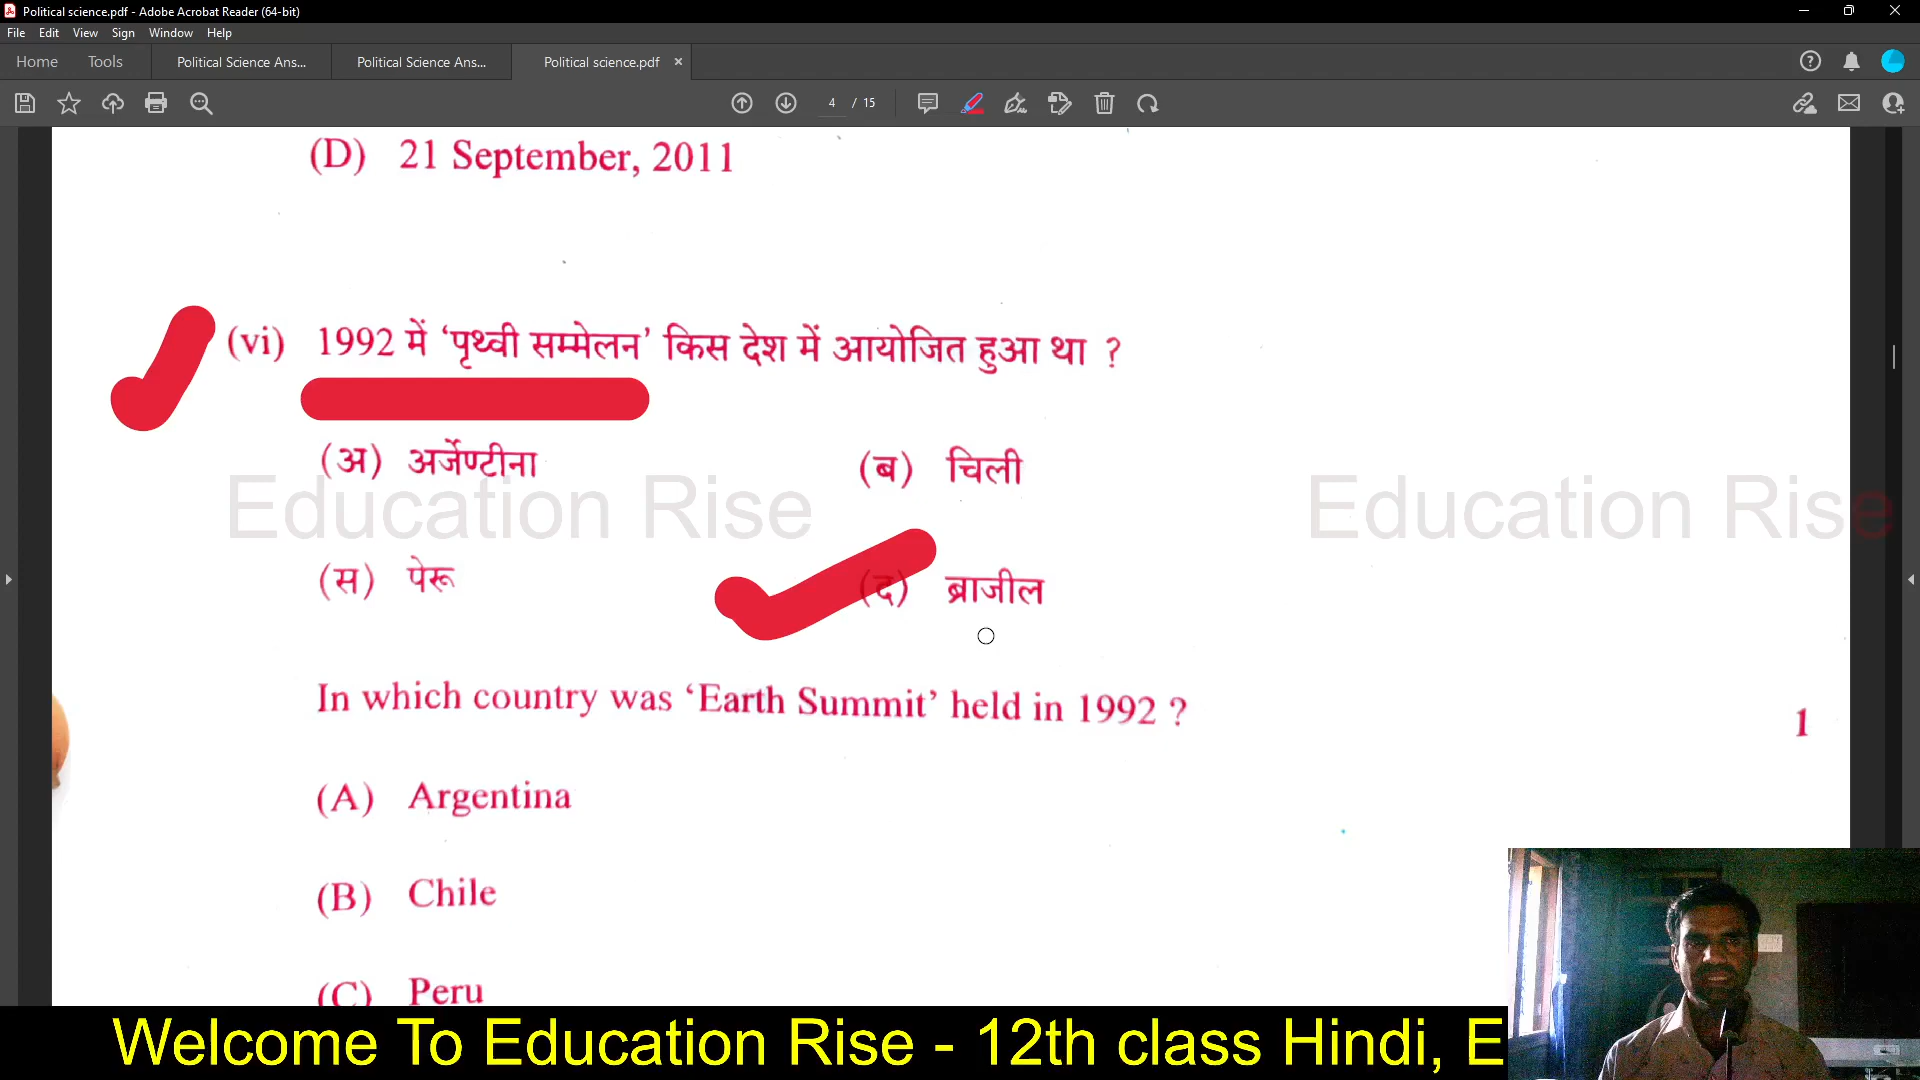 Political science.pdf - Adobe Acrobat Reader (64-bit)
File Edit View Sign Window Help
Home Tools Political Science Ans... Political Science Ans... Political science.pdf
4 / 15
(D) 21 September, 2011
(vi) 1992 में ‘पृथ्वी सम्मेलन’ किस देश में आयोजित हुआ था ?
(अ) अर्जेण्टीना (ब) चिली
Education Rise Education Rise
(स) पेरू (द) ब्राजील
In which country was ‘Earth Summit’ held in 1992 ?
1
(A) Argentina
(B) Chile
(C) Peru
Welcome To Education Rise - 12th class Hindi, E